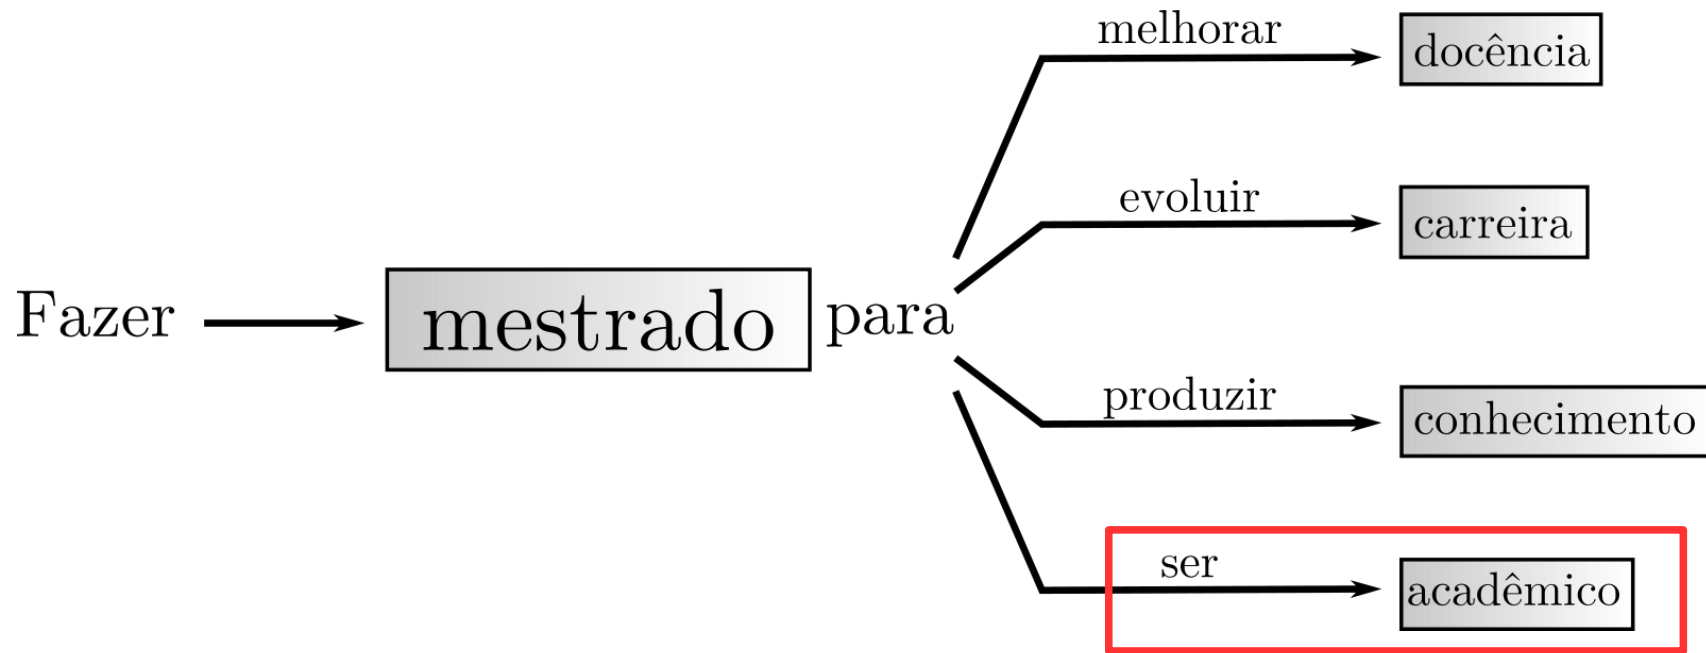 melhorar
docência
evoluir
carreira
Fazer mestrado para
produzir
conhecimento
ser
acadêmico